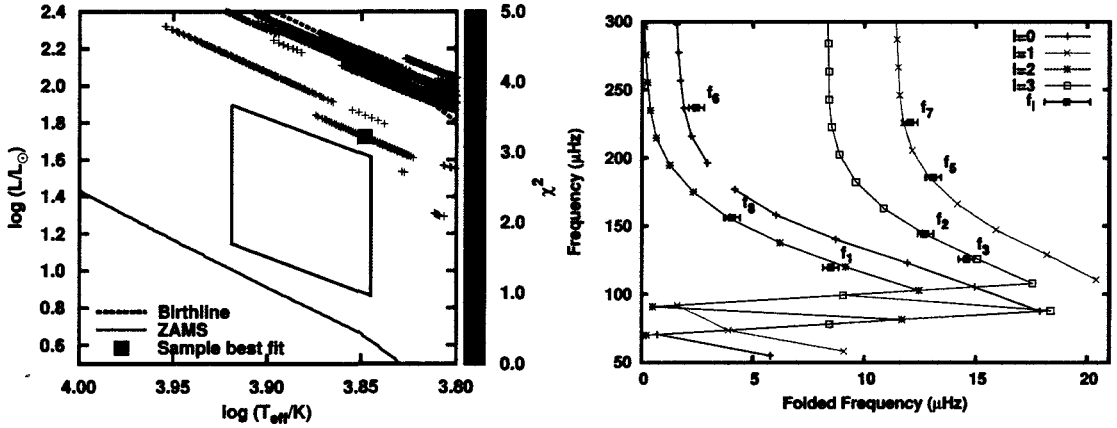 2.4
2.2
2.0
1.8
1.6
1.4
1.2
1.0
0.8
0.6
log (L/L☉)
4.00
3.95
3.90
3.85
3.80
log (Teff/K)
Birthline
ZAMS
Sample best fit
5.0
4.0
3.0
2.0
1.0
0.0
χ²
300
250
200
150
100
50
Frequency (μHz)
0
5
10
15
20
Folded Frequency (μHz)
l=0
l=1
l=2
l=3
fl
f6
f7
f5
f8
f2
f3
f1